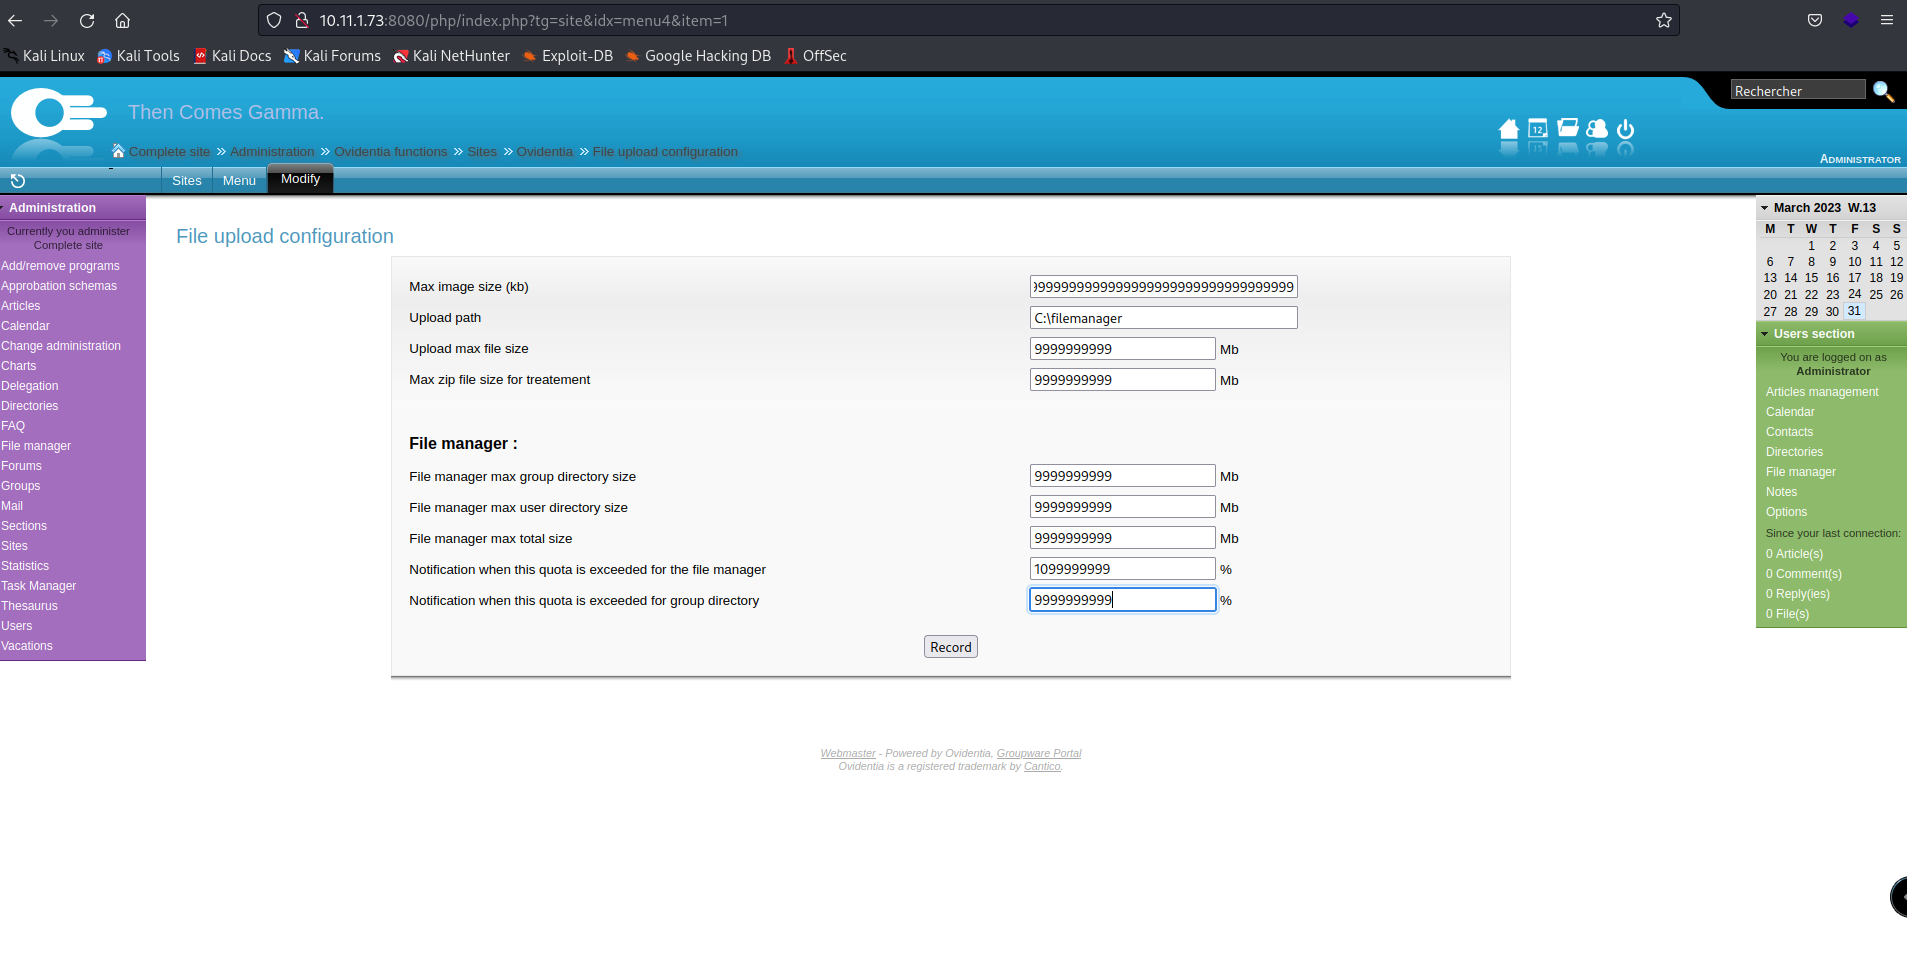 10.11.1.73:8080/php/index.php?tg=site&idx=menu4&item=1
Kali Linux Kali Tools Kali Docs Kali Forums Kali NetHunter Exploit-DB Google Hacking DB OffSec
Rechercher
Then Comes Gamma.
12
Complete site » Administration » Ovidentia functions » Sites » Ovidentia » File upload configuration
ADMINISTRATOR
Sites Menu Modify
Administration
Currently you administer
Complete site
Add/remove programs
Approbation schemas
Articles
Calendar
Change administration
Charts
Delegation
Directories
FAQ
File manager
Forums
Groups
Mail
Sections
Sites
Statistics
Task Manager
Thesaurus
Users
Vacations
File upload configuration
Max image size (kb)
Upload path C:\filemanager
Upload max file size 9999999999 Mb
Max zip file size for treatement 9999999999 Mb
File manager :
File manager max group directory size 9999999999 Mb
File manager max user directory size 9999999999 Mb
File manager max total size 9999999999 Mb
Notification when this quota is exceeded for the file manager 1099999999 %
Notification when this quota is exceeded for group directory 9999999999 %
Record
March 2023 W.13
M T W T F S S
1 2 3 4 5
6 7 8 9 10 11 12
13 14 15 16 17 18 19
20 21 22 23 24 25 26
27 28 29 30 31
Users section
You are logged on as
Administrator
Articles management
Calendar
Contacts
Directories
File manager
Notes
Options
Since your last connection:
0 Article(s)
0 Comment(s)
0 Reply(ies)
0 File(s)
Webmaster - Powered by Ovidentia, Groupware Portal
Ovidentia is a registered trademark by Cantico.